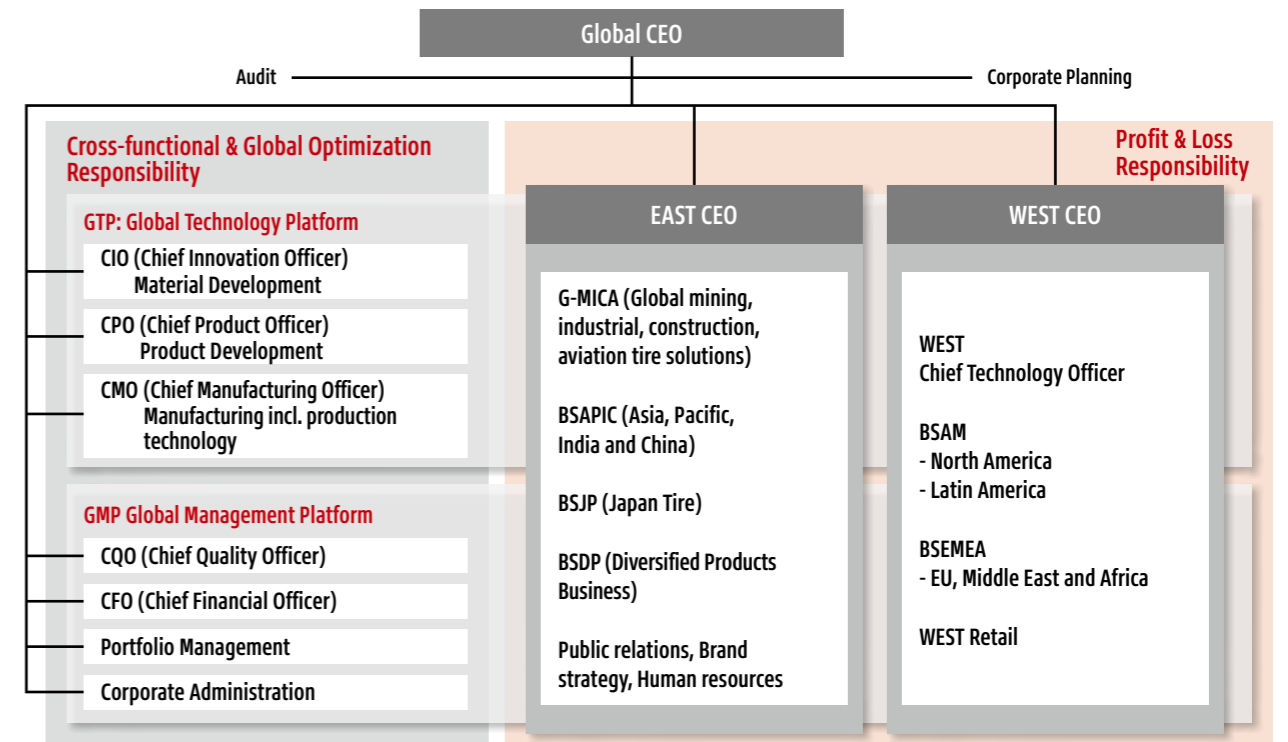 Global CEO
Audit
Corporate Planning
Cross-functional & Global Optimization
Responsibility
Profit & Loss
Responsibility
GTP: Global Technology Platform
CIO (Chief Innovation Officer)
Material Development
CPO (Chief Product Officer)
Product Development
CMO (Chief Manufacturing Officer)
Manufacturing incl. production
technology
GMP Global Management Platform
CQO (Chief Quality Officer)
CFO (Chief Financial Officer)
Portfolio Management
Corporate Administration
EAST CEO
G-MICA (Global mining,
industrial, construction,
aviation tire solutions)
BSAPIC (Asia, Pacific,
India and China)
BSJP (Japan Tire)
BSDP (Diversified Products
Business)
Public relations, Brand
strategy, Human resources
WEST CEO
WEST
Chief Technology Officer
BSAM
- North America
- Latin America
BSEMEA
- EU, Middle East and Africa
WEST Retail